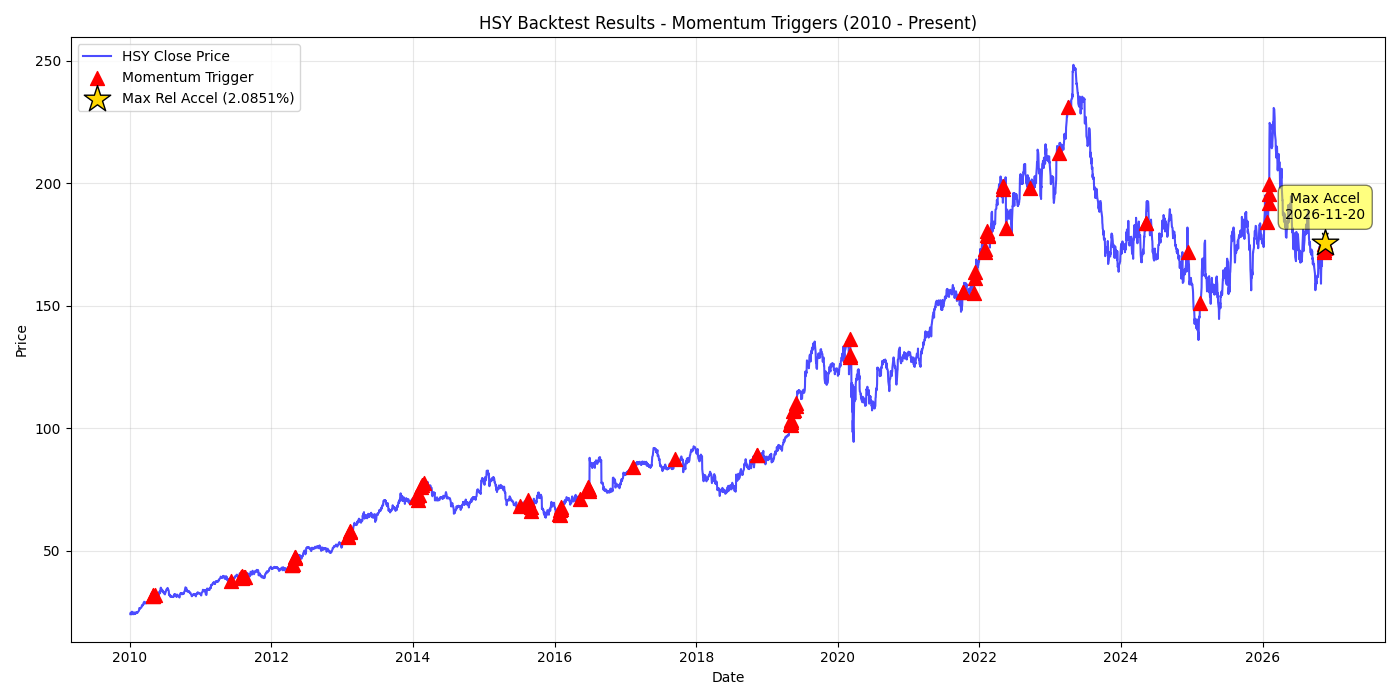 HSY Backtest Results - Momentum Triggers (2010 - Present)
HSY Close Price
Momentum Trigger
Max Rel Accel (2.0851%)
250
200
150
100
50
Price
Max Accel
2026-11-20
2010 2012 2014 2016 2018 2020 2022 2024 2026
Date